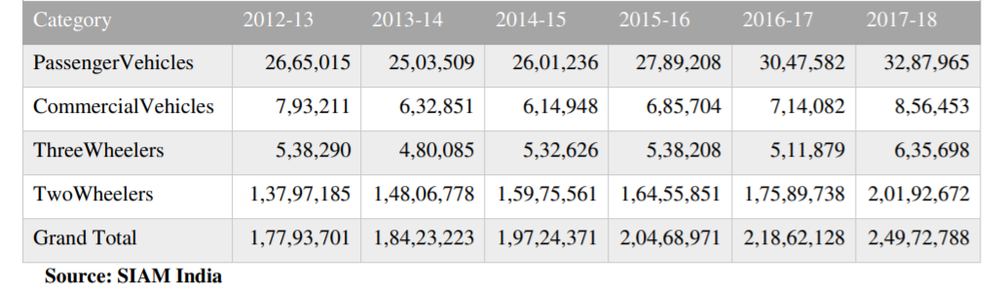 Category 2012-13 2013-14 2014-15 2015-16 2016-17 2017-18
PassengerVehicles 26,65,015 25,03,509 26,01,236 27,89,208 30,47,582 32,87,965
CommercialVehicles 7,93,211 6,32,851 6,14,948 6,85,704 7,14,082 8,56,453
ThreeWheelers 5,38,290 4,80,085 5,32,626 5,38,208 5,11,879 6,35,698
TwoWheelers 1,37,97,185 1,48,06,778 1,59,75,561 1,64,55,851 1,75,89,738 2,01,92,672
Grand Total 1,77,93,701 1,84,23,223 1,97,24,371 2,04,68,971 2,18,62,128 2,49,72,788
Source: SIAM India